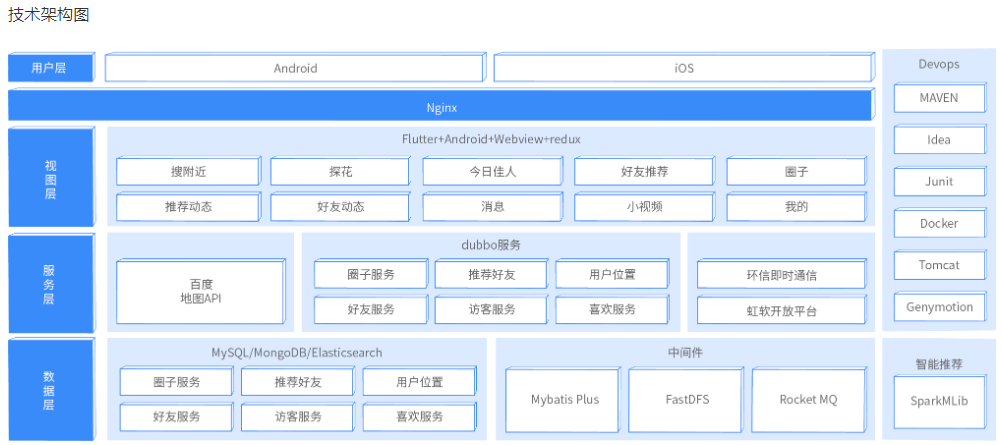 技术架构图
用户层
Android
iOS
Nginx
视图层
Flutter+Android+Webview+redux
搜附近
探花
今日佳人
好友推荐
圈子
推荐动态
好友动态
消息
小视频
我的
服务层
百度
地图API
dubbo服务
圈子服务
推荐好友
用户位置
好友服务
访客服务
喜欢服务
环信即时通信
虹软开放平台
数据层
MySQL/MongoDB/Elasticsearch
圈子服务
推荐好友
用户位置
好友服务
访客服务
喜欢服务
中间件
Mybatis Plus
FastDFS
Rocket MQ
Devops
MAVEN
Idea
Junit
Docker
Tomcat
Genymotion
智能推荐
SparkMLib